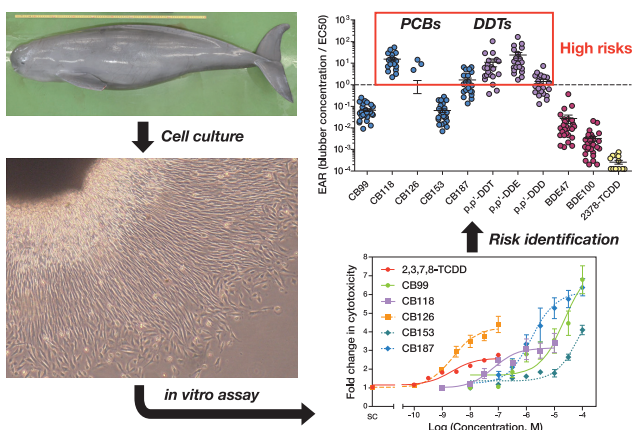 Cell culture
in vitro assay
EAR (blubber concentration / EC50)
10³
10²
10¹
10⁰
10⁻¹
10⁻²
10⁻³
10⁻⁴
PCBs DDTs
High risks
CB99
CB118
CB126
CB153
CB187
p,p'-DDT
p,p'-DDE
p,p'-DDD
BDE47
BDE100
2378-TCDD
Risk identification
Fold change in cytotoxicity
8
7
6
5
4
3
2
1
0
2,3,7,8-TCDD
CB99
CB118
CB126
CB153
CB187
SC -10 -9 -8 -7 -6 -5 -4
Log (Concentration, M)